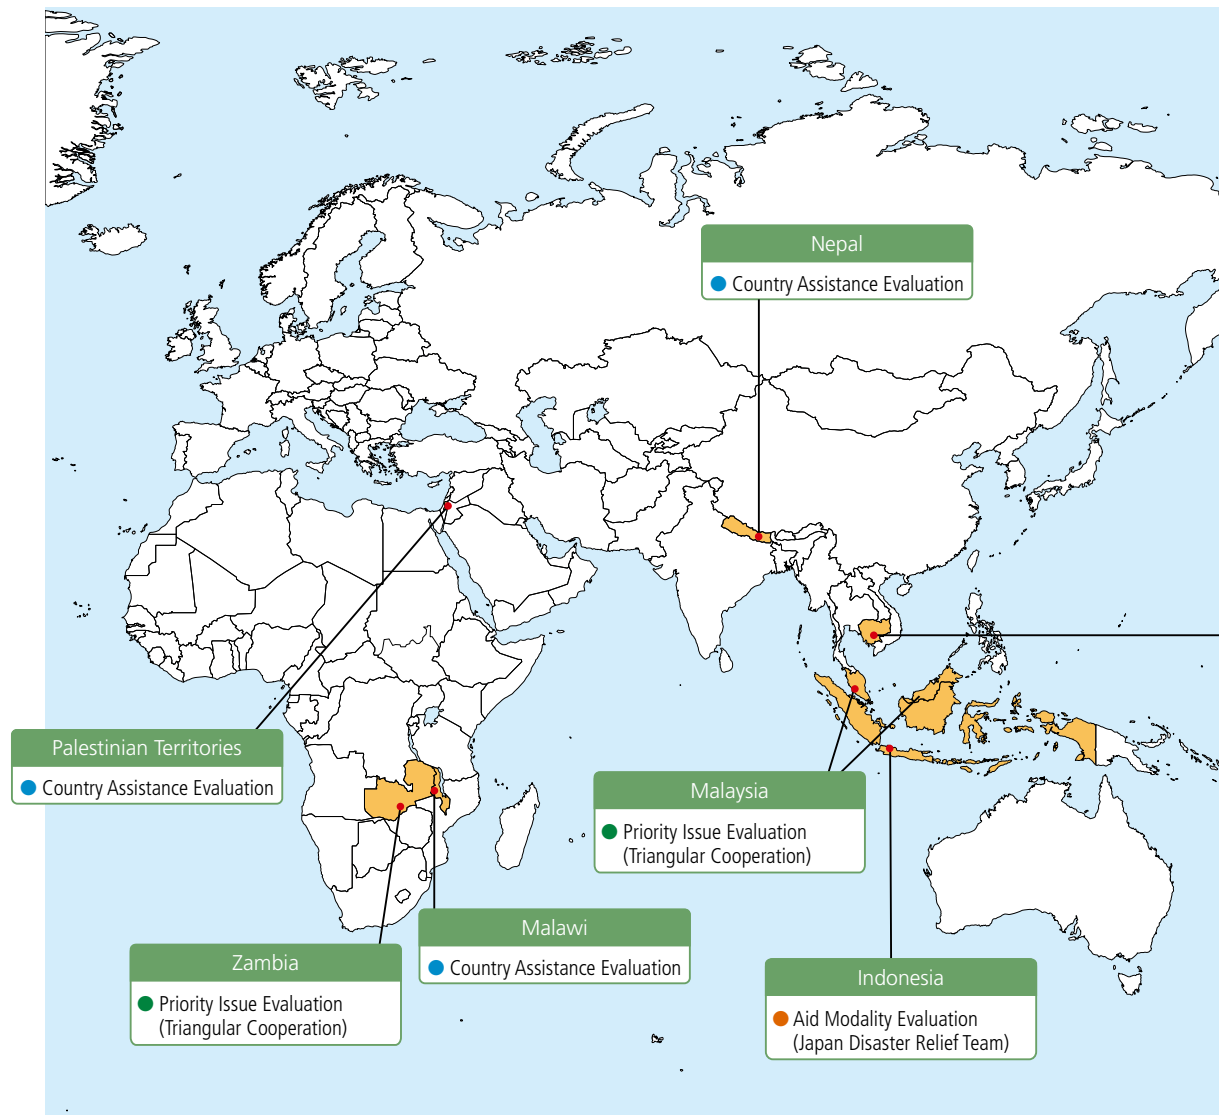 Nepal
Country Assistance Evaluation
Palestinian Territories
Country Assistance Evaluation
Malaysia
Priority Issue Evaluation
(Triangular Cooperation)
Malawi
Country Assistance Evaluation
Zambia
Priority Issue Evaluation
(Triangular Cooperation)
Indonesia
Aid Modality Evaluation
(Japan Disaster Relief Team)